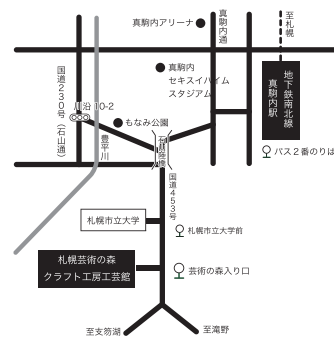 真駒内アリーナ
真駒内通
至札幌
真駒内
セキスイハイム
スタジアム
国道230号（石山通）
川沿 10-2
もなみ公園
豊平川
石山陸橋
地下鉄南北線
真駒内駅
バス2番のりば
国道453号
札幌市立大学
札幌市立大学前
札幌芸術の森
クラフト工房工芸館
芸術の森入り口
至支笏湖
至滝野